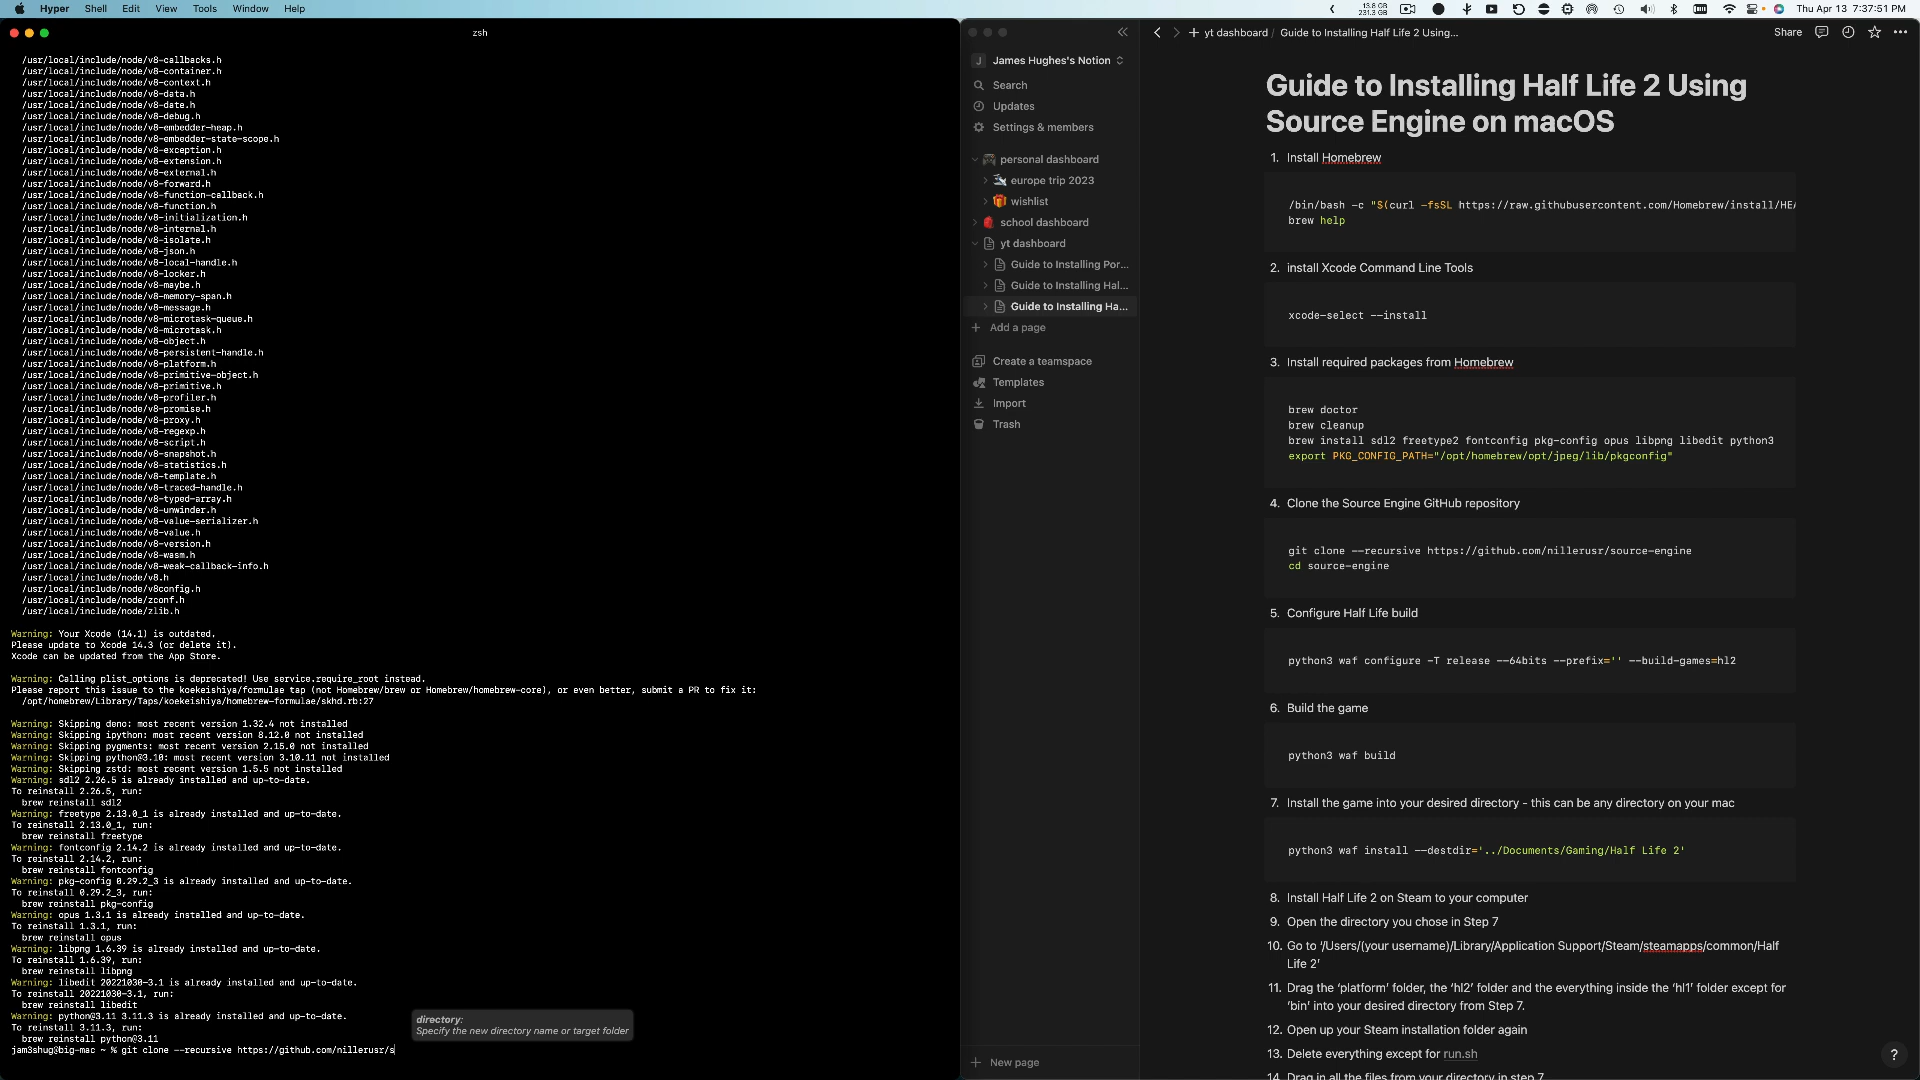 Hyper Shell Edit View Tools Window Help
13.8 GB
231.3 GB
Thu Apr 13 7:37:51 PM
zsh
/usr/local/include/node/v8-callbacks.h
/usr/local/include/node/v8-container.h
/usr/local/include/node/v8-context.h
/usr/local/include/node/v8-data.h
/usr/local/include/node/v8-date.h
/usr/local/include/node/v8-debug.h
/usr/local/include/node/v8-embedder-heap.h
/usr/local/include/node/v8-embedder-state-scope.h
/usr/local/include/node/v8-exception.h
/usr/local/include/node/v8-extension.h
/usr/local/include/node/v8-external.h
/usr/local/include/node/v8-forward.h
/usr/local/include/node/v8-function-callback.h
/usr/local/include/node/v8-function.h
/usr/local/include/node/v8-initialization.h
/usr/local/include/node/v8-internal.h
/usr/local/include/node/v8-isolate.h
/usr/local/include/node/v8-json.h
/usr/local/include/node/v8-local-handle.h
/usr/local/include/node/v8-locker.h
/usr/local/include/node/v8-maybe.h
/usr/local/include/node/v8-memory-span.h
/usr/local/include/node/v8-message.h
/usr/local/include/node/v8-microtask-queue.h
/usr/local/include/node/v8-microtask.h
/usr/local/include/node/v8-object.h
/usr/local/include/node/v8-persistent-handle.h
/usr/local/include/node/v8-platform.h
/usr/local/include/node/v8-primitive-object.h
/usr/local/include/node/v8-primitive.h
/usr/local/include/node/v8-profiler.h
/usr/local/include/node/v8-promise.h
/usr/local/include/node/v8-proxy.h
/usr/local/include/node/v8-regexp.h
/usr/local/include/node/v8-script.h
/usr/local/include/node/v8-snapshot.h
/usr/local/include/node/v8-statistics.h
/usr/local/include/node/v8-template.h
/usr/local/include/node/v8-traced-handle.h
/usr/local/include/node/v8-typed-array.h
/usr/local/include/node/v8-unwinder.h
/usr/local/include/node/v8-value-serializer.h
/usr/local/include/node/v8-value.h
/usr/local/include/node/v8-version.h
/usr/local/include/node/v8-wasm.h
/usr/local/include/node/v8-weak-callback-info.h
/usr/local/include/node/v8.h
/usr/local/include/node/v8config.h
/usr/local/include/node/zconf.h
/usr/local/include/node/zlib.h
Warning: Your Xcode (14.1) is outdated.
Please update to Xcode 14.3 (or delete it).
Xcode can be updated from the App Store.
Warning: Calling plist_options is deprecated! Use service.require_root instead.
Please report this issue to the koekeishiya/formulae tap (not Homebrew/brew or Homebrew/homebrew-core), or even better, submit a PR to fix it:
/opt/homebrew/Library/Taps/koekeishiya/homebrew-formulae/skhd.rb:27
Warning: Skipping deno: most recent version 1.32.4 not installed
Warning: Skipping ipython: most recent version 8.12.0 not installed
Warning: Skipping pygments: most recent version 2.15.0 not installed
Warning: Skipping python@3.10: most recent version 3.10.11 not installed
Warning: Skipping zstd: most recent version 1.5.5 not installed
Warning: sdl2 2.26.5 is already installed and up-to-date.
To reinstall 2.26.5, run:
brew reinstall sdl2
Warning: freetype 2.13.0_1 is already installed and up-to-date.
To reinstall 2.13.0_1, run:
brew reinstall freetype
Warning: fontconfig 2.14.2 is already installed and up-to-date.
To reinstall 2.14.2, run:
brew reinstall fontconfig
Warning: pkg-config 0.29.2_3 is already installed and up-to-date.
To reinstall 0.29.2_3, run:
brew reinstall pkg-config
Warning: opus 1.3.1 is already installed and up-to-date.
To reinstall 1.3.1, run:
brew reinstall opus
Warning: libpng 1.6.39 is already installed and up-to-date.
To reinstall 1.6.39, run:
brew reinstall libpng
Warning: libedit 20221030-3.1 is already installed and up-to-date.
To reinstall 20221030-3.1, run:
brew reinstall libedit
Warning: python@3.11 3.11.3 is already installed and up-to-date.
To reinstall 3.11.3, run:
brew reinstall python@3.11
jam3shug@big-mac ~ % git clone --recursive https://github.com/nillerusr/s
directory:
Specify the new directory name or target folder
J James Hughes's Notion
Search
Updates
Settings & members
personal dashboard
europe trip 2023
wishlist
school dashboard
yt dashboard
Guide to Installing Por...
Guide to Installing Hal...
Guide to Installing Ha...
Add a page
Create a teamspace
Templates
Import
Trash
New page
yt dashboard / Guide to Installing Half Life 2 Using...
Share
Guide to Installing Half Life 2 Using
Source Engine on macOS
1. Install Homebrew
/bin/bash -c "$(curl -fsSL https://raw.githubusercontent.com/Homebrew/install/HEA
brew help
2. install Xcode Command Line Tools
xcode-select --install
3. Install required packages from Homebrew
brew doctor
brew cleanup
brew install sdl2 freetype2 fontconfig pkg-config opus libpng libedit python3
export PKG_CONFIG_PATH="/opt/homebrew/opt/jpeg/lib/pkgconfig"
4. Clone the Source Engine GitHub repository
git clone --recursive https://github.com/nillerusr/source-engine
cd source-engine
5. Configure Half Life build
python3 waf configure -T release --64bits --prefix='' --build-games=hl2
6. Build the game
python3 waf build
7. Install the game into your desired directory - this can be any directory on your mac
python3 waf install --destdir='../Documents/Gaming/Half Life 2'
8. Install Half Life 2 on Steam to your computer
9. Open the directory you chose in Step 7
10. Go to '/Users/(your username)/Library/Application Support/Steam/steamapps/common/Half
Life 2'
11. Drag the 'platform' folder, the 'hl2' folder and the everything inside the 'hl1' folder except for
'bin' into your desired directory from Step 7.
12. Open up your Steam installation folder again
13. Delete everything except for run.sh
14. Drag in all the files from your directory in step 7
?